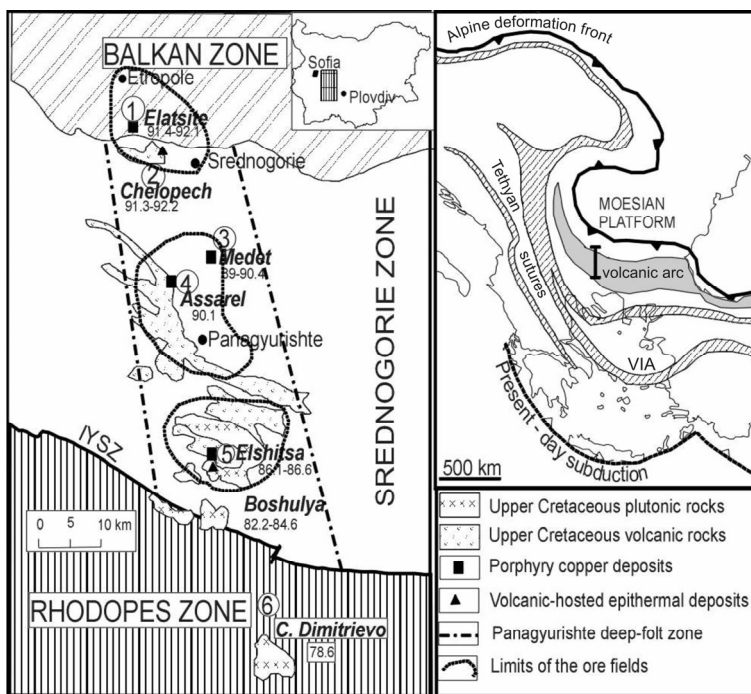 BALKAN ZONE
Etropole
Sofia
Plovdiv
1
Elatsite
91.4-92.1
Srednogorie
2
Chelopech
91.3-92.2
3
Medet
89-90.4
4
Assarel
90.1
Panagyurishte
SREDNOGORIE ZONE
IYSZ
5
Elshitsa
86.1-86.6
Boshulya
82.2-84.6
0 5 10 km
RHODOPES ZONE
6
C. Dimitrievo
78.6
Alpine deformation front
Tethyan
sutures
MOESIAN
PLATFORM
volcanic arc
VIA
Present - day subduction
500 km
Upper Cretaceous plutonic rocks
Upper Cretaceous volcanic rocks
Porphyry copper deposits
Volcanic-hosted epithermal deposits
Panagyurishte deep-folt zone
Limits of the ore fields